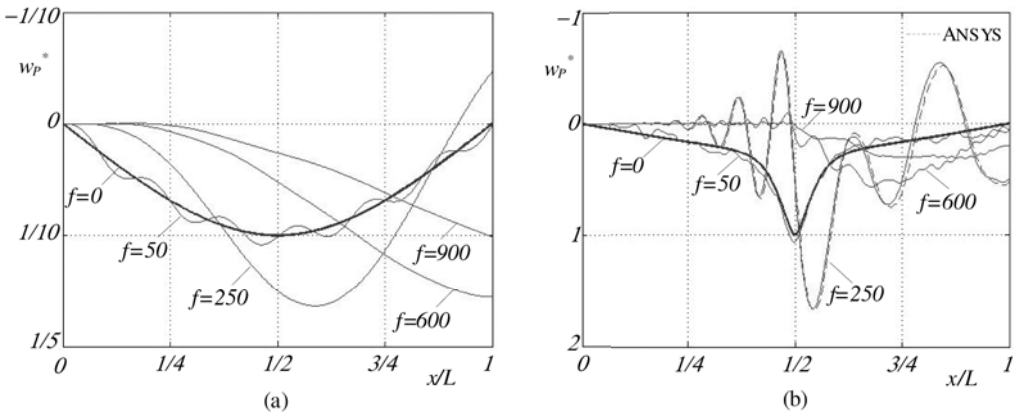 −1/10
w_P*
0
1/10
1/5
f=0
f=50
f=250
f=600
f=900
0
1/4
1/2
3/4
1
x/L
(a)
−1
w_P*
0
1
2
ANSYS
f=900
f=0
f=50
f=600
f=250
0
1/4
1/2
3/4
1
x/L
(b)